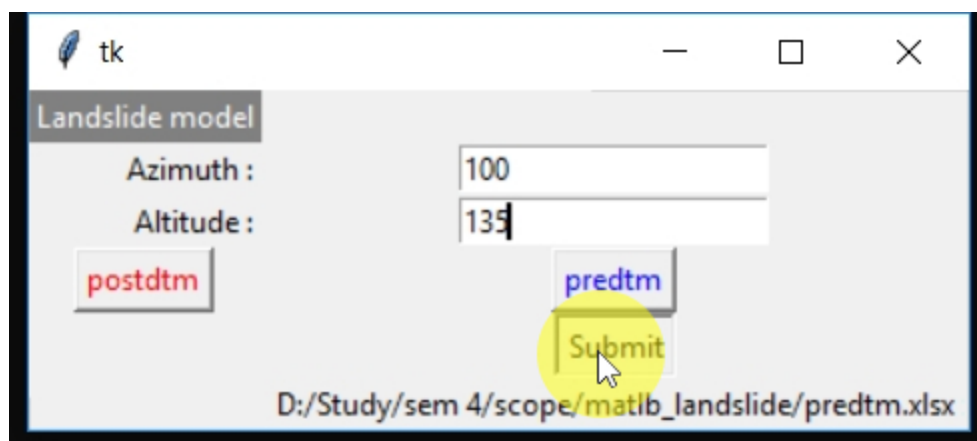 tk
Landslide model
Azimuth : 100
Altitude : 135
postdtm predtm
Submit
D:/Study/sem 4/scope/matlb_landslide/predtm.xlsx